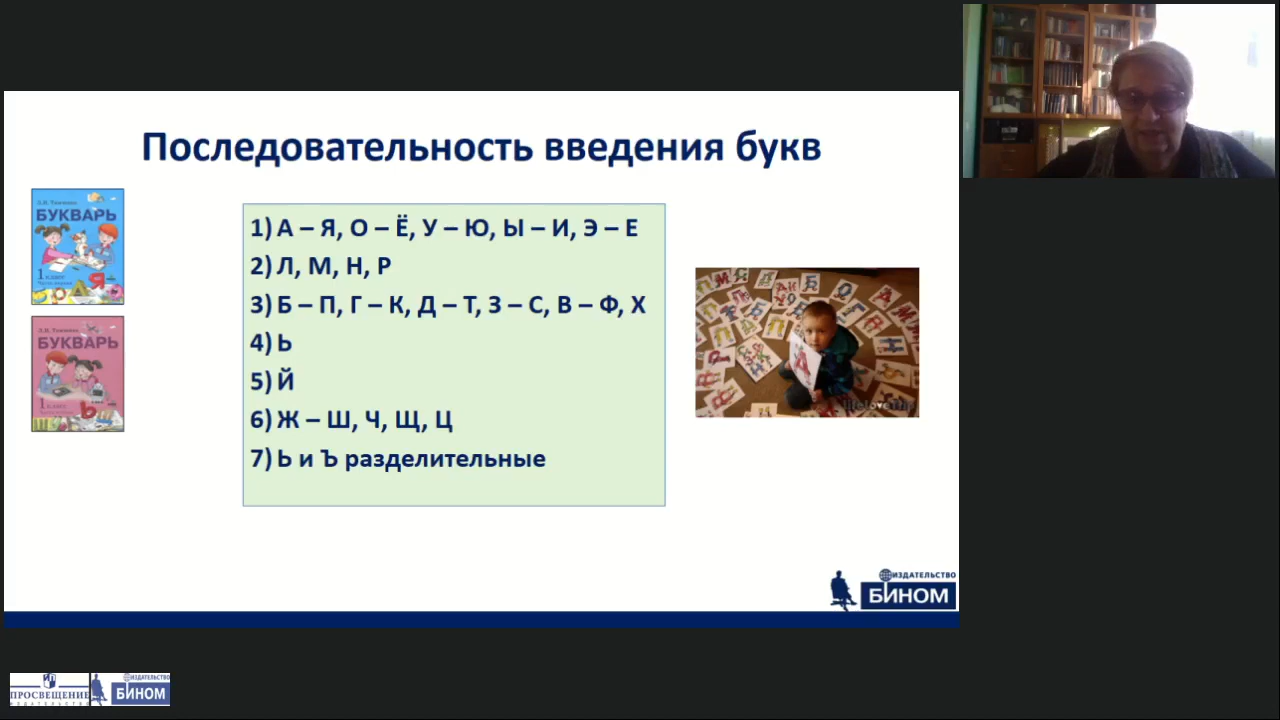 Последовательность введения букв
БУКВАРЬ
1 КЛАСС
БУКВАРЬ
1 КЛАСС
1) А – Я, О – Ё, У – Ю, Ы – И, Э – Е
2) Л, М, Н, Р
3) Б – П, Г – К, Д – Т, З – С, В – Ф, Х
4) Ь
5) Й
6) Ж – Ш, Ч, Щ, Ц
7) Ь и Ъ разделительные
ИЗДАТЕЛЬСТВО
БИНОМ
ПРОСВЕЩЕНИЕ
ИЗДАТЕЛЬСТВО
ИЗДАТЕЛЬСТВО
БИНОМ